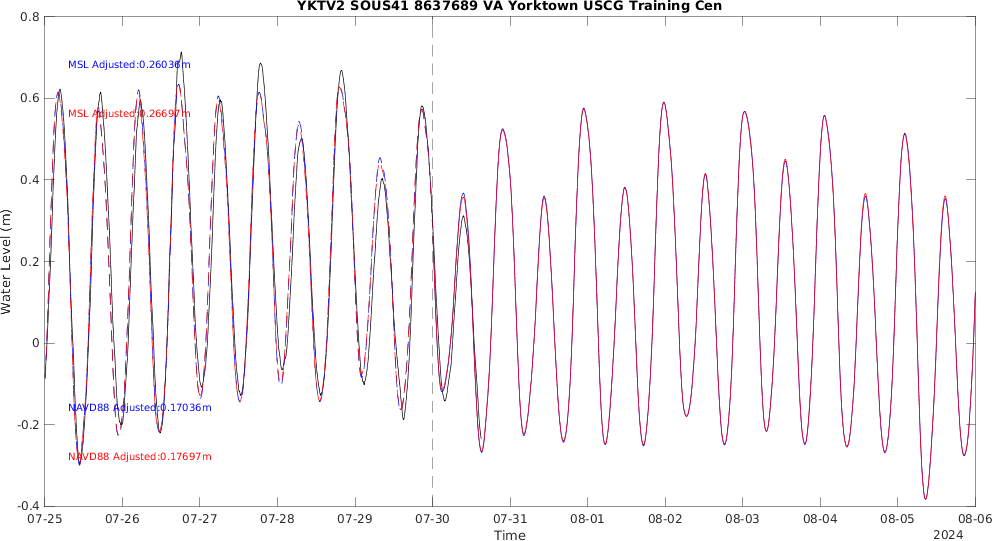 YKTV2 SOUS41 8637689 VA Yorktown USCG Training Cen
0.8
MSL Adjusted:0.26036m
0.6
MSL Adjusted:0.26697m
0.4
Water Level (m)
0.2
0
NAVD88 Adjusted:0.17036m
-0.2
NAVD88 Adjusted:0.17697m
-0.4
07-25 07-26 07-27 07-28 07-29 07-30 07-31 08-01 08-02 08-03 08-04 08-05 08-06
Time
2024